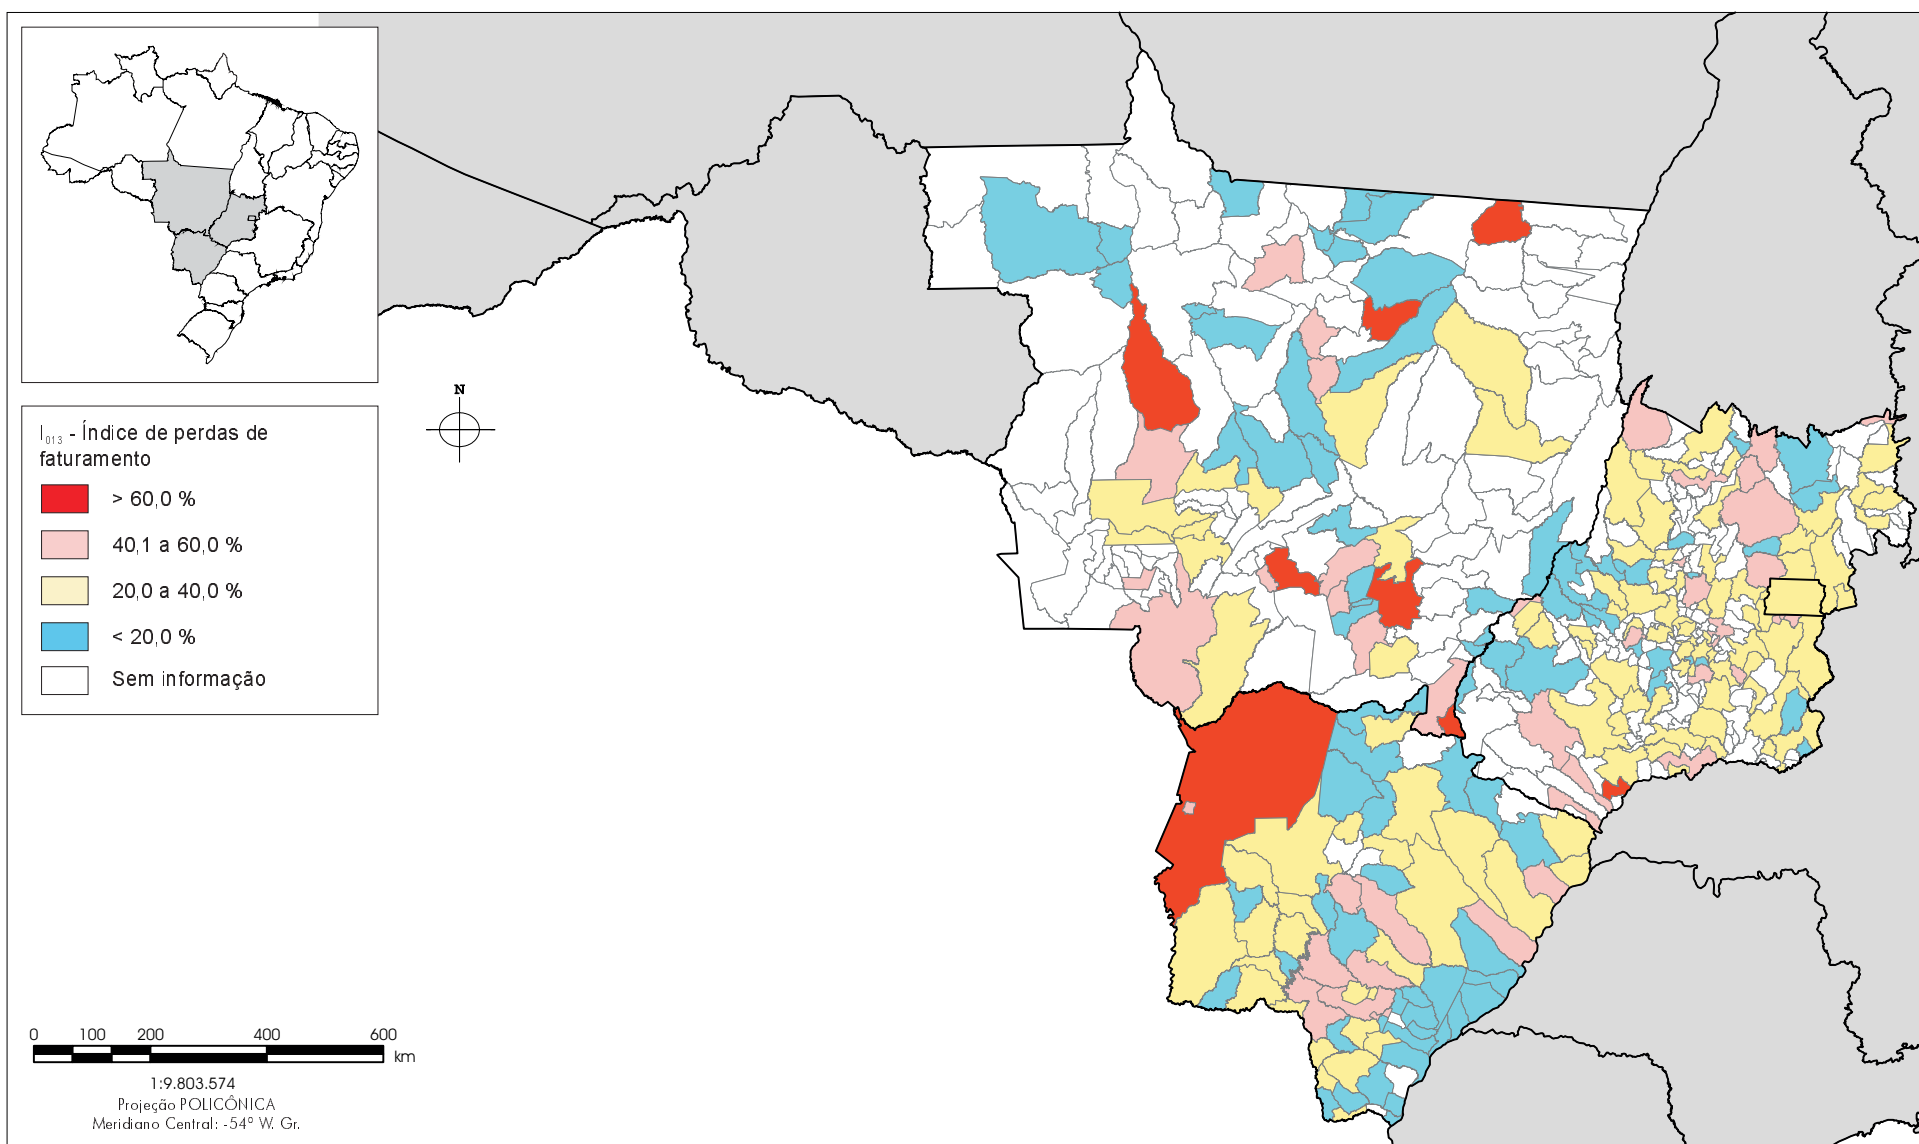 I013 - Índice de perdas de
faturamento
> 60,0 %
40,1 a 60,0 %
20,0 a 40,0 %
< 20,0 %
Sem informação
N
0 100 200 400 600
km
1:9.803.574
Projeção POLICÔNICA
Meridiano Central: -54º W. Gr.